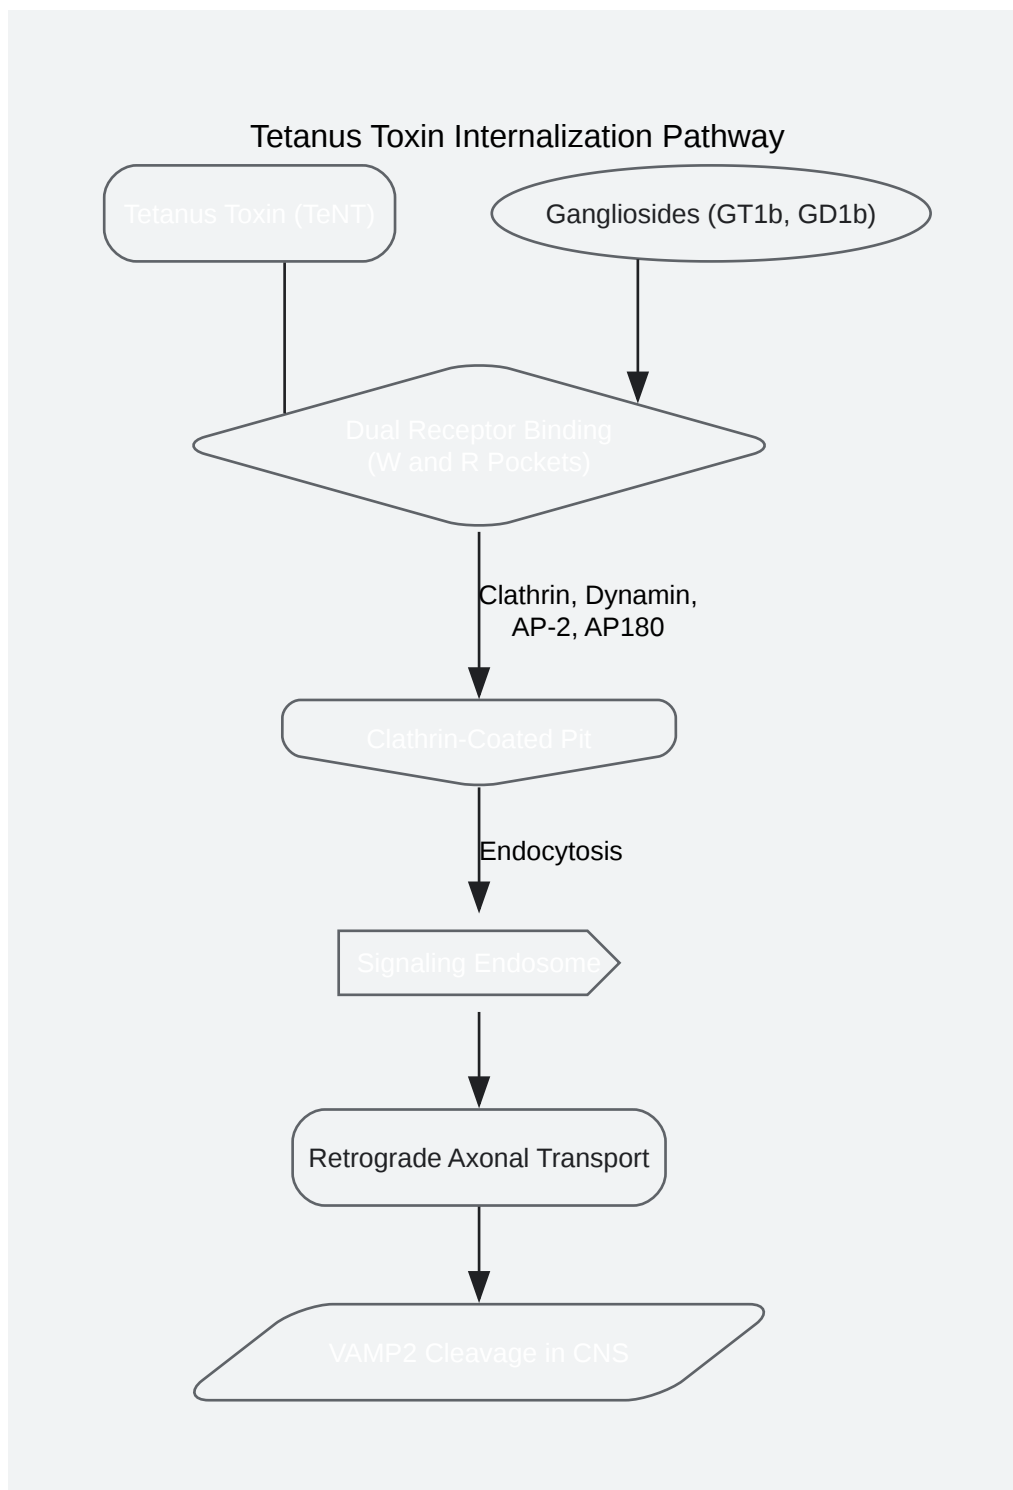 Tetanus Toxin Internalization Pathway
Tetanus Toxin (TeNT)
Gangliosides (GT1b, GD1b)
Dual Receptor Binding
(W and R Pockets)
Clathrin, Dynamin,
AP-2, AP180
Clathrin-Coated Pit
Endocytosis
Signaling Endosome
Retrograde Axonal Transport
VAMP2 Cleavage in CNS